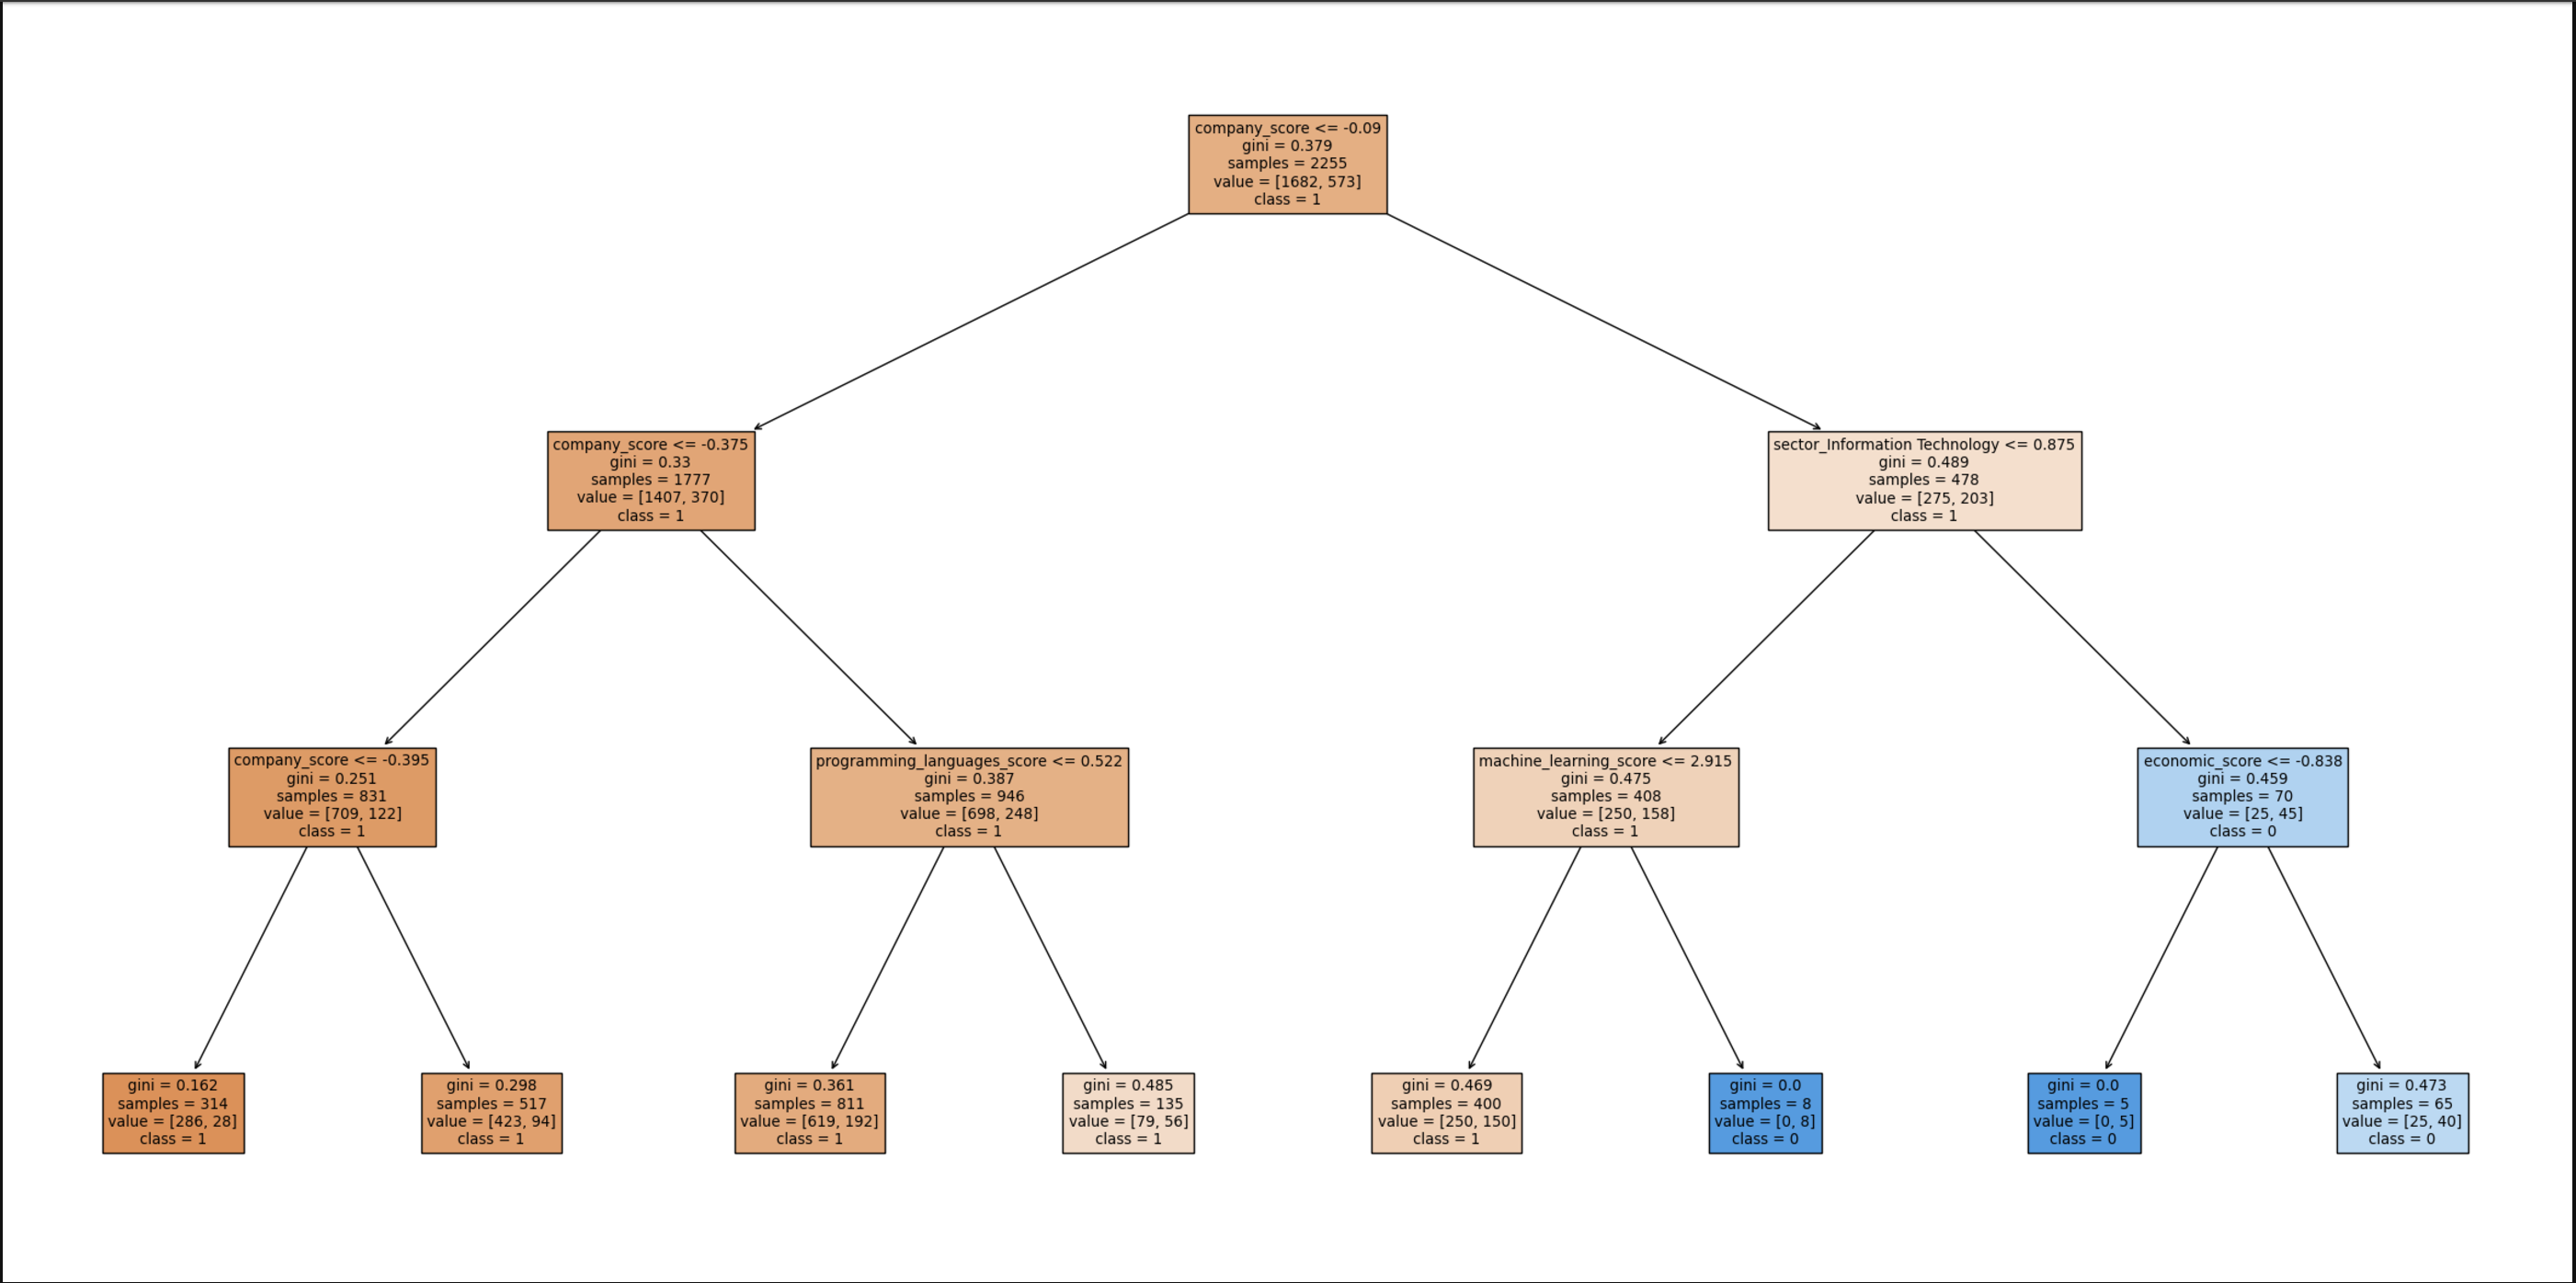 company_score <= -0.09
gini = 0.379
samples = 2255
value = [1682, 573]
class = 1
company_score <= -0.375
gini = 0.33
samples = 1777
value = [1407, 370]
class = 1
sector_Information Technology <= 0.875
gini = 0.489
samples = 478
value = [275, 203]
class = 1
company_score <= -0.395
gini = 0.251
samples = 831
value = [709, 122]
class = 1
programming_languages_score <= 0.522
gini = 0.387
samples = 946
value = [698, 248]
class = 1
machine_learning_score <= 2.915
gini = 0.475
samples = 408
value = [250, 158]
class = 1
economic_score <= -0.838
gini = 0.459
samples = 70
value = [25, 45]
class = 0
gini = 0.162
samples = 314
value = [286, 28]
class = 1
gini = 0.298
samples = 517
value = [423, 94]
class = 1
gini = 0.361
samples = 811
value = [619, 192]
class = 1
gini = 0.485
samples = 135
value = [79, 56]
class = 1
gini = 0.469
samples = 400
value = [250, 150]
class = 1
gini = 0.0
samples = 8
value = [0, 8]
class = 0
gini = 0.0
samples = 5
value = [0, 5]
class = 0
gini = 0.473
samples = 65
value = [25, 40]
class = 0